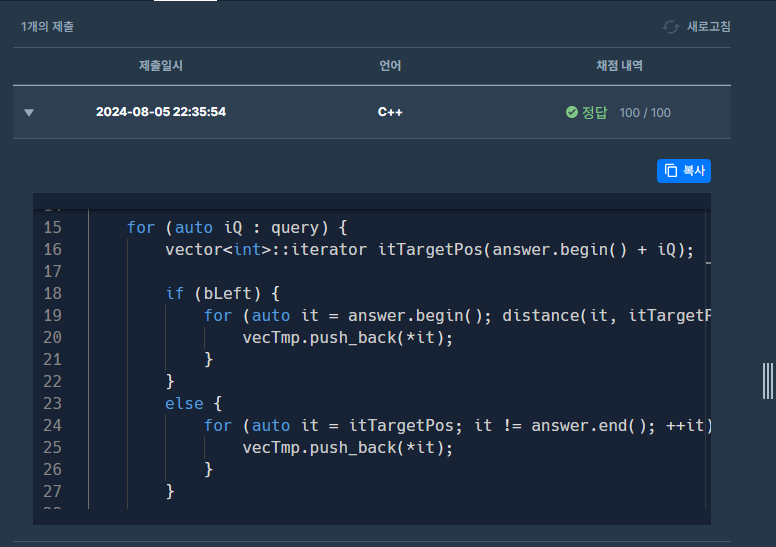 1개의 제출
새로고침
제출일시 언어 채점 내역
2024-08-05 22:35:54 C++ 정답 100 / 100
복사
15 for (auto iQ : query) {
16 vector<int>::iterator itTargetPos(answer.begin() + iQ);
17
18 if (bLeft) {
19 for (auto it = answer.begin(); distance(it, itTargetP
20 vecTmp.push_back(*it);
21 }
22 }
23 else {
24 for (auto it = itTargetPos; it != answer.end(); ++it)
25 vecTmp.push_back(*it);
26 }
27 }